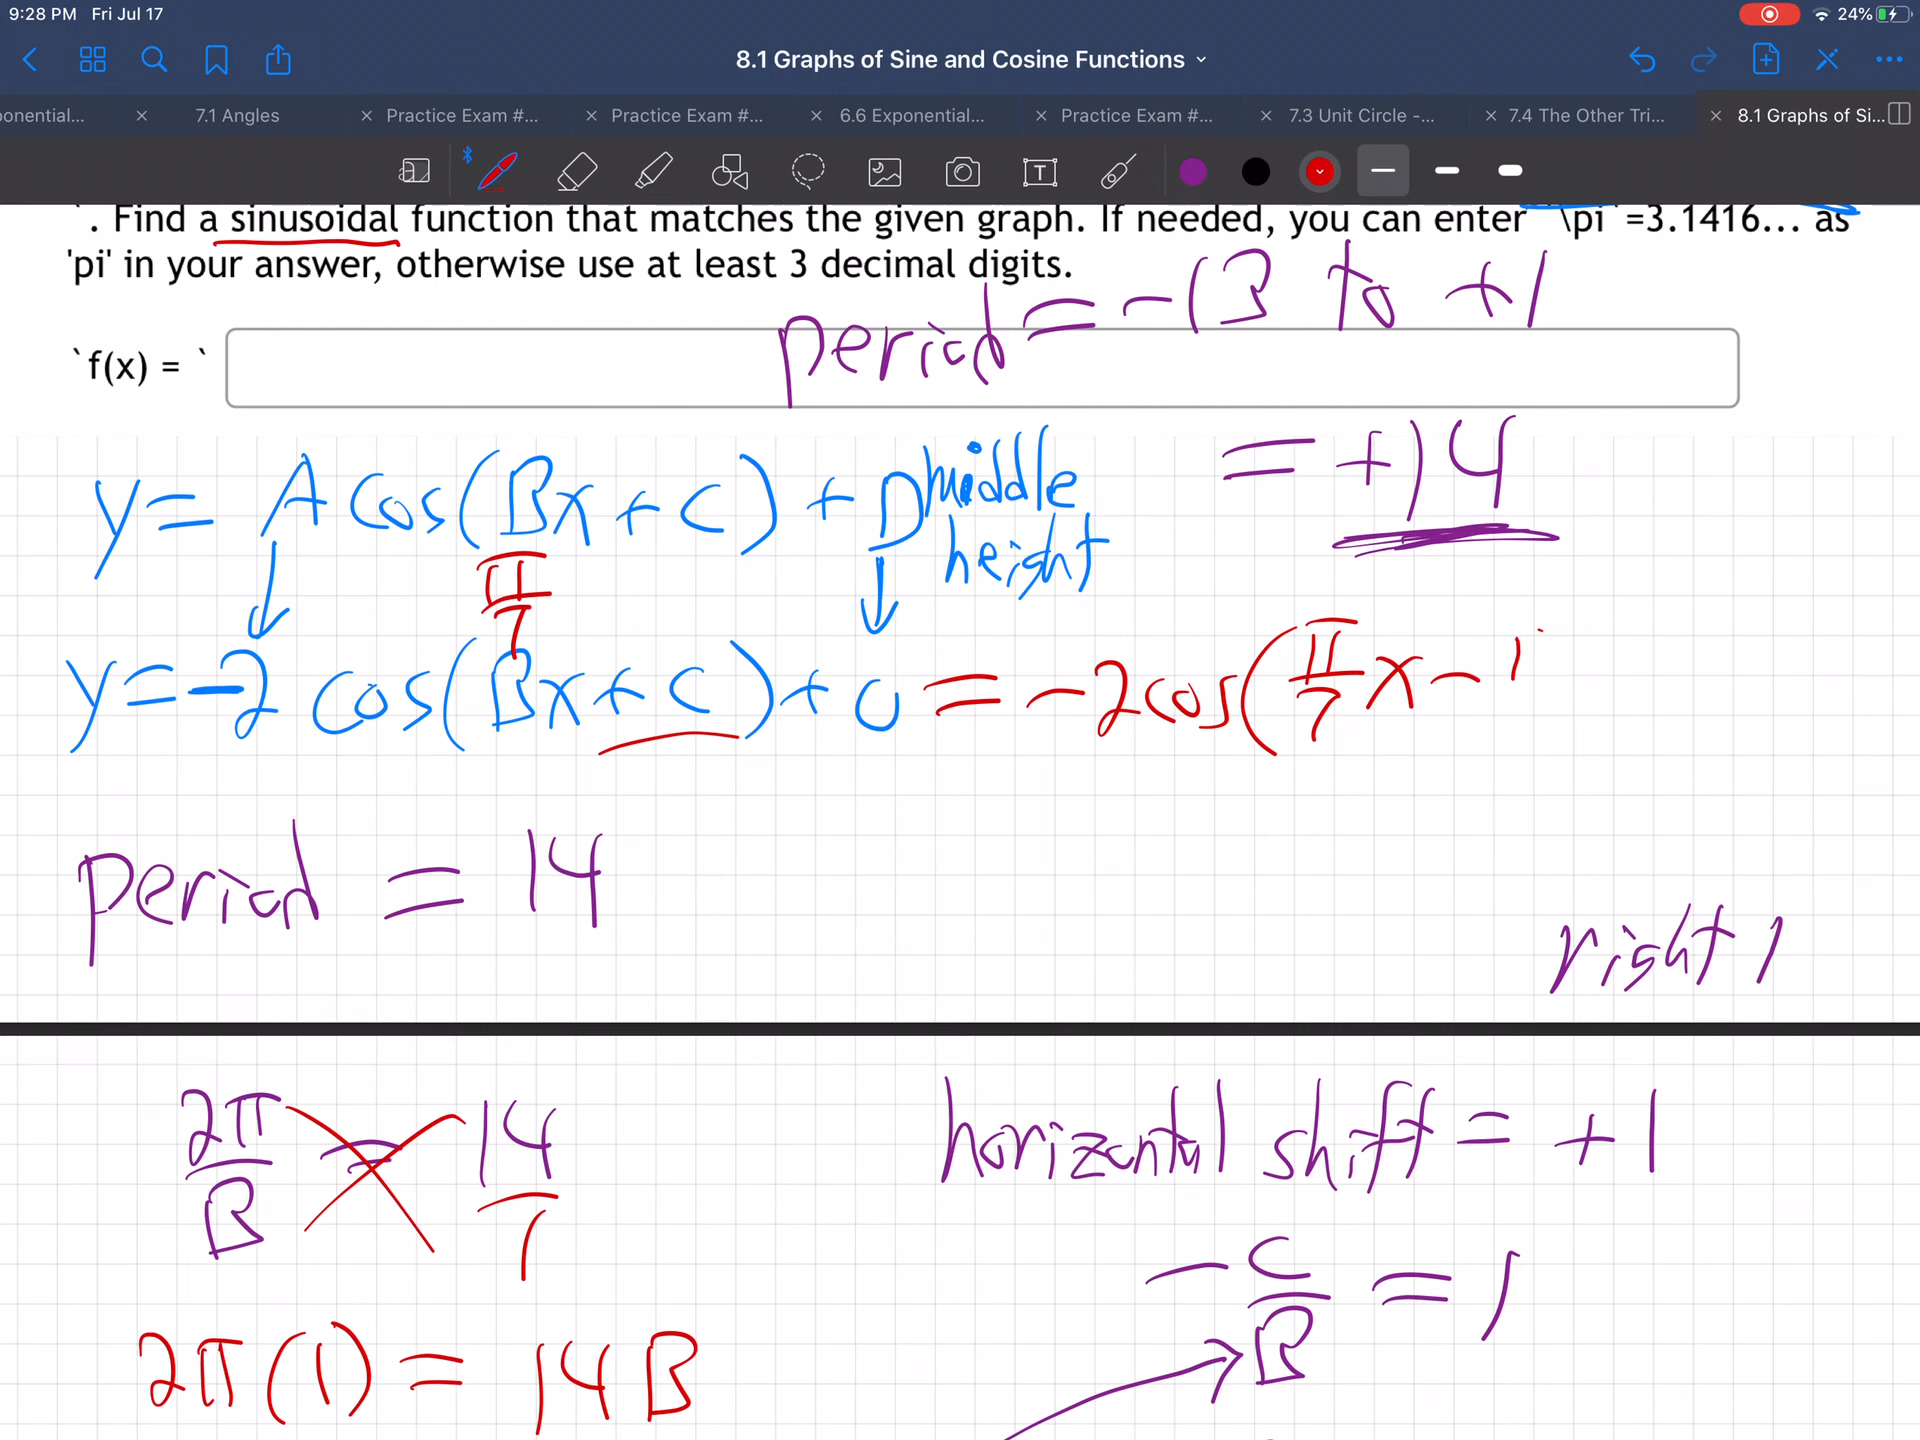 9:28 PM Fri Jul 17
24%
8.1 Graphs of Sine and Cosine Functions
onential...
7.1 Angles
Practice Exam #...
Practice Exam #...
6.6 Exponential...
Practice Exam #...
7.3 Unit Circle -...
7.4 The Other Tri...
8.1 Graphs of Si...
` . Find a sinusoidal function that matches the given graph. If needed, you can enter `\pi`=3.1416... as
'pi' in your answer, otherwise use at least 3 decimal digits.
period = -13 to +1
`f(x) = `
= +14
y = A cos(Bx + C) + D middle
height
π/7
y = -2 cos(Bx + C) + 0 = -2cos(π/7 x - 1
period = 14
right 1
2π/B = 14/1
horizontal shift = +1
-C/B = 1
2π(1) = 14B